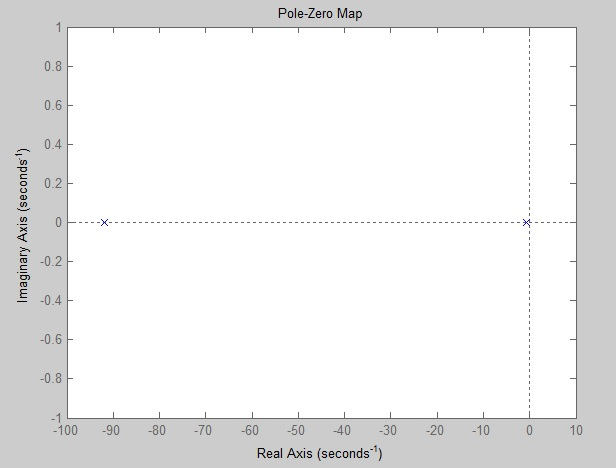 Pole-Zero Map
1
0.8
0.6
0.4
0.2
0
-0.2
-0.4
-0.6
-0.8
-1
Imaginary Axis (seconds-1)
-100 -90 -80 -70 -60 -50 -40 -30 -20 -10 0 10
Real Axis (seconds-1)